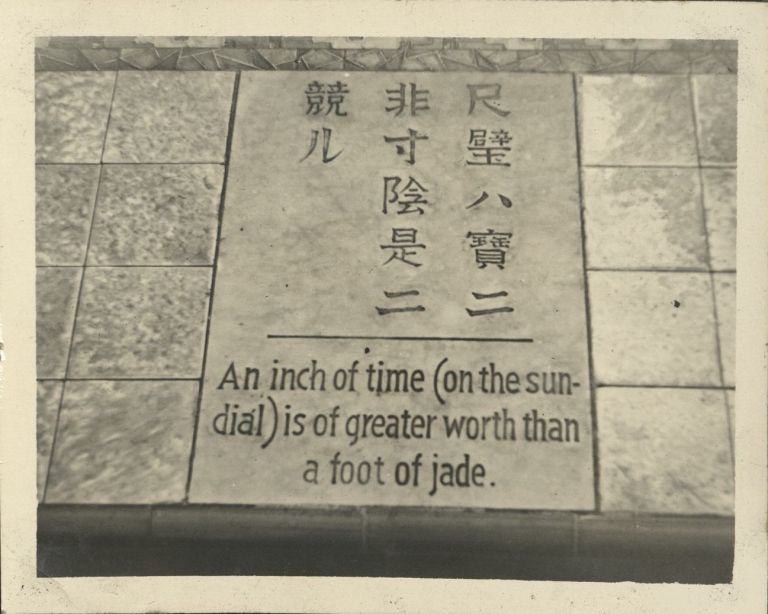 尺璧ハ寶ニ
非寸陰是ニ
競ル
An inch of time (on the sun-
dial) is of greater worth than
a foot of jade.